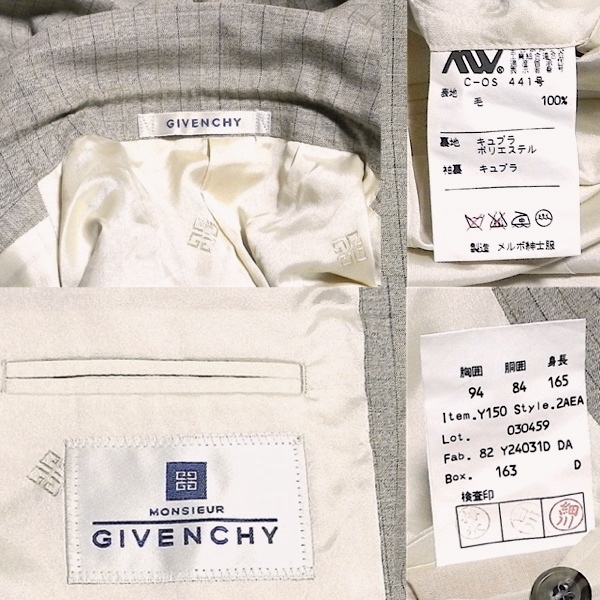 GIVENCHY
C-OS 441号
表地
毛 100%
裏地 キュプラ
ポリエステル
袖裏 キュプラ
製造 メルボ紳士服
MONSIEUR
GIVENCHY
胸囲 胴囲 身長
94 84 165
Item.Y150 Style.2AEA
Lot. 030459
Fab. 82 Y24031D DA
Box. 163 D
検査印
細川